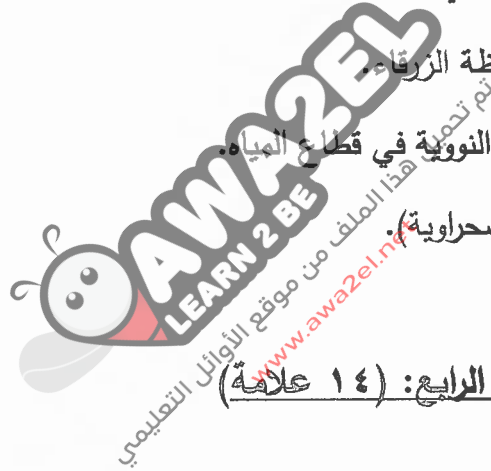 ظة الزرقاء.
النووية في قطاع المياه.
صحراوية).
الرابع: (١٤ علامة)
AWA2EL
LEARN 2 BE
تم تحميل هذا الملف من موقع الأوائل التعليمي
www.awa2el.net